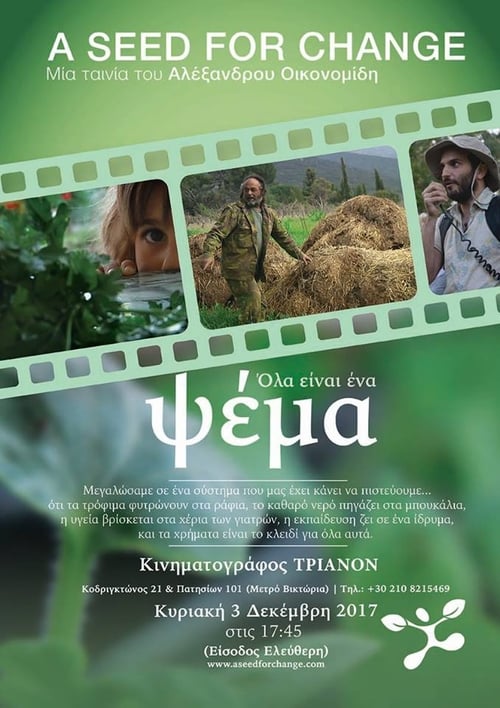 A SEED FOR CHANGE
Μία ταινία του Αλέξανδρου Οικονομίδη
Όλα είναι ένα
ψέμα
Μεγαλώσαμε σε ένα σύστημα που μας έχει κάνει να πιστεύουμε...
ότι τα τρόφιμα φυτρώνουν στα ράφια, το καθαρό νερό πηγάζει στα μπουκάλια,
η υγεία βρίσκεται στα χέρια των γιατρών, η εκπαίδευση ζει σε ένα ίδρυμα,
και τα χρήματα είναι το κλειδί για όλα αυτά.
Κινηματογράφος ΤΡΙΑΝΟΝ
Κοδριγκτώνος 21 & Πατησίων 101 (Μετρό Βικτώρια) | Τηλ.: +30 210 8215469
Κυριακή 3 Δεκέμβρη 2017
στις 17:45
(Είσοδος Ελεύθερη)
www.aseedforchange.com